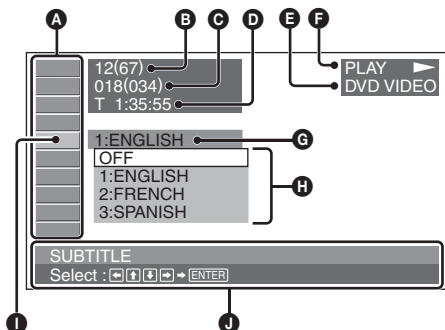 A
B
C
D
E
F
12(67)
018(034)
T 1:35:55
PLAY
DVD VIDEO
1:ENGLISH
G
OFF
1:ENGLISH
2:FRENCH
3:SPANISH
H
SUBTITLE
Select : ←↑↓→ → ENTER
I
J